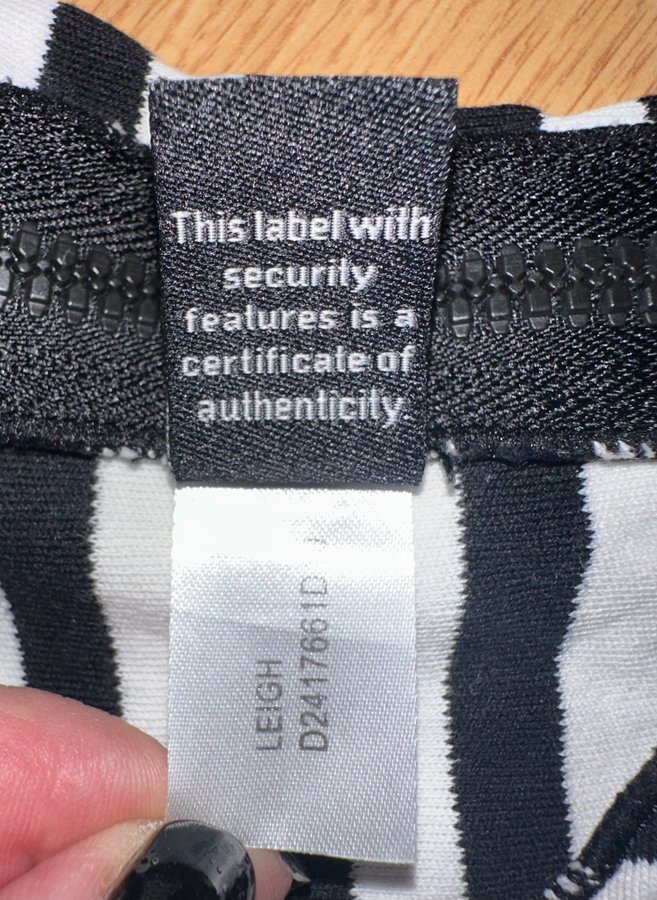 This label with
security
features is a
certificate of
authenticity.
LEIGH
D2417661D